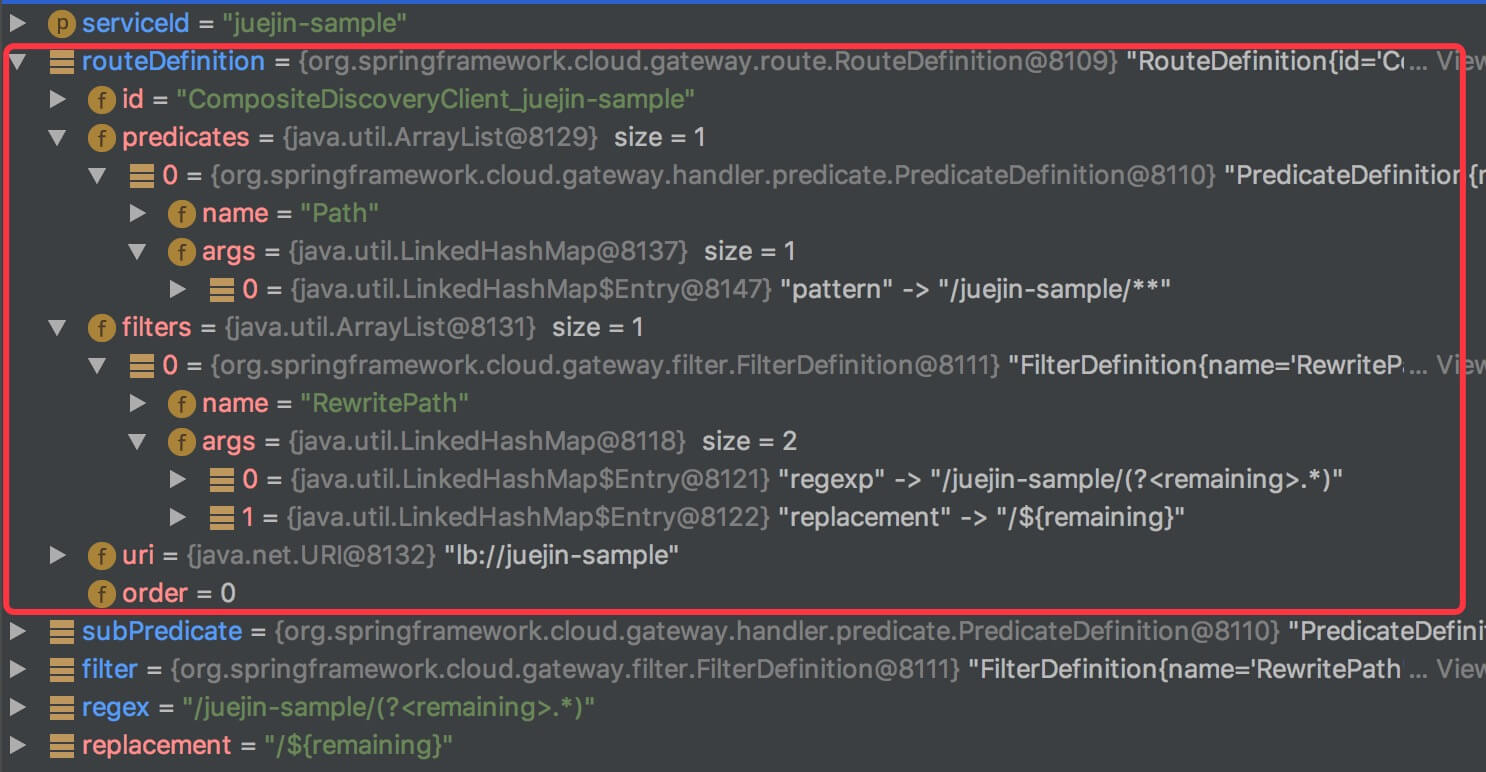 p serviceId = "juejin-sample"
routeDefinition = {org.springframework.cloud.gateway.route.RouteDefinition@8109} "RouteDefinition{id='Cc... View
f id = "CompositeDiscoveryClient_juejin-sample"
f predicates = {java.util.ArrayList@8129} size = 1
0 = {org.springframework.cloud.gateway.handler.predicate.PredicateDefinition@8110} "PredicateDefinition{n
f name = "Path"
f args = {java.util.LinkedHashMap@8137} size = 1
0 = {java.util.LinkedHashMap$Entry@8147} "pattern" -> "/juejin-sample/**"
f filters = {java.util.ArrayList@8131} size = 1
0 = {org.springframework.cloud.gateway.filter.FilterDefinition@8111} "FilterDefinition{name='RewriteP... View
f name = "RewritePath"
f args = {java.util.LinkedHashMap@8118} size = 2
0 = {java.util.LinkedHashMap$Entry@8121} "regexp" -> "/juejin-sample/(?<remaining>.*)"
1 = {java.util.LinkedHashMap$Entry@8122} "replacement" -> "/${remaining}"
f uri = {java.net.URI@8132} "lb://juejin-sample"
f order = 0
subPredicate = {org.springframework.cloud.gateway.handler.predicate.PredicateDefinition@8110} "PredicateDefinit
filter = {org.springframework.cloud.gateway.filter.FilterDefinition@8111} "FilterDefinition{name='RewritePath'... View
regex = "/juejin-sample/(?<remaining>.*)"
replacement = "/${remaining}"